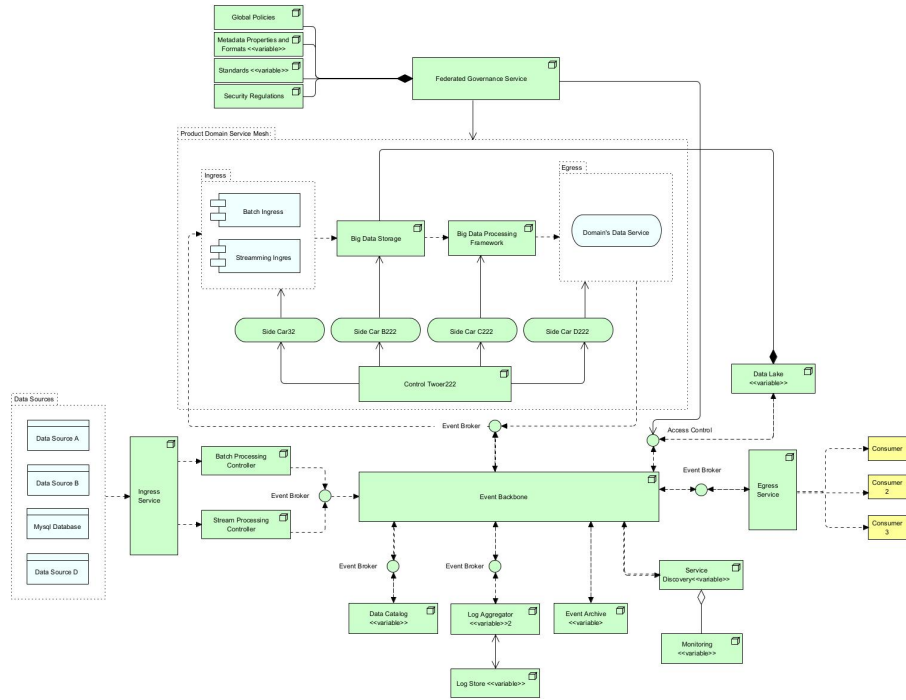 Global Policies
Metadata Properties and
Formats <<variable>>
Standards <<variable>>
Security Regulations
Federated Governance Service
Product Domain Service Mesh:
Ingress
Egress
Batch Ingress
Streamming Ingres
Big Data Storage
Big Data Processing
Framework
Domain's Data Service
Side Car32
Side Car B222
Side Car C222
Side Car D222
Control Twoer222
Data Lake
<<variable>>
Data Sources
Data Source A
Data Source B
Mysql Database
Data Source D
Ingress
Service
Batch Processing
Controller
Stream Processing
Controller
Event Broker
Event Broker
Access Control
Event Backbone
Event Broker
Egress
Service
Consumer
Consumer
2
Consumer
3
Event Broker
Event Broker
Data Catalog
<<variable>>
Log Aggregator
<<variable>>2
Event Archive
<<variable>
Service
Discovery<<variable>>
Monitoring
<<variable>>
Log Store <<variable>>